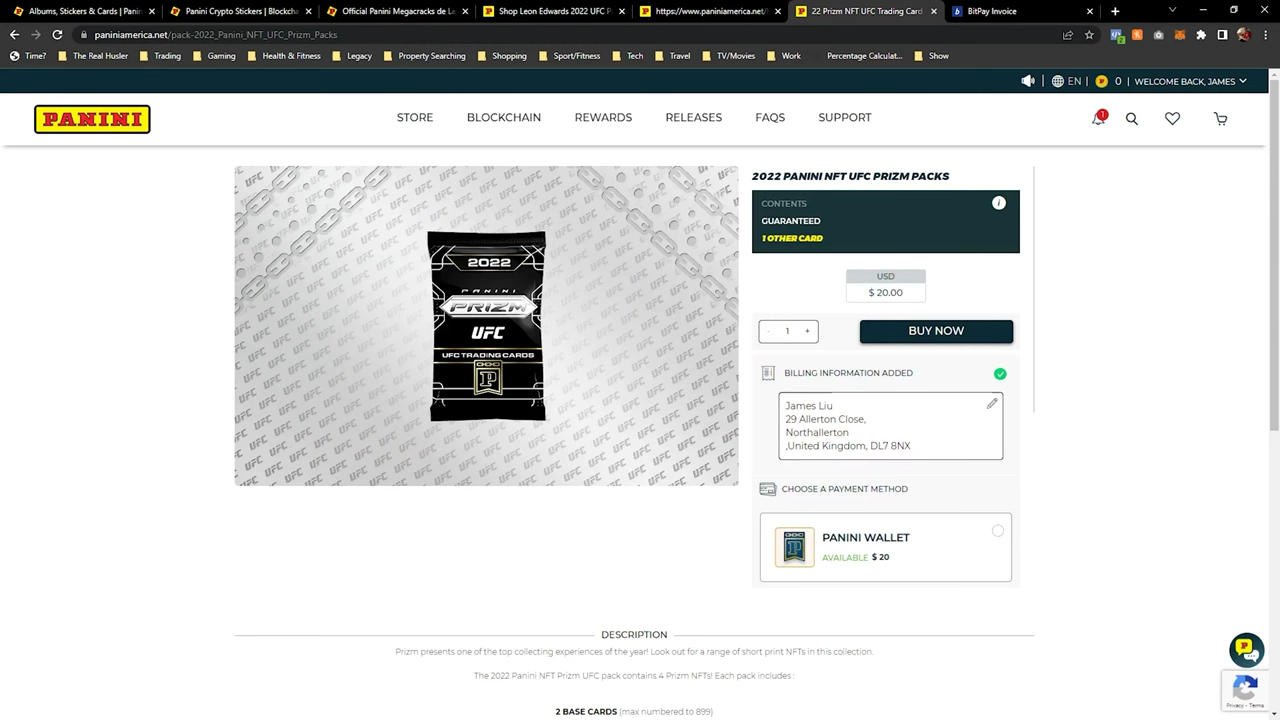 Albums, Stickers & Cards | Panin
Panini Crypto Stickers | Blockcha
Official Panini Megacracks de La
Shop Leon Edwards 2022 UFC P
https://www.paniniamerica.net/
22 Prizm NFT UFC Trading Card
BitPay Invoice
paniniamerica.net/pack-2022_Panini_NFT_UFC_Prizm_Packs
Time?
The Real Husler
Trading
Gaming
Health & Fitness
Legacy
Property Searching
Shopping
Sport/Fitness
Tech
Travel
TV/Movies
Work
Percentage Calculat...
Show
EN | 0 | WELCOME BACK, JAMES
PANINI
STORE
BLOCKCHAIN
REWARDS
RELEASES
FAQS
SUPPORT
1
2022
PANINI
PRIZM
UFC
UFC TRADING CARDS
P
2022 PANINI NFT UFC PRIZM PACKS
CONTENTS
i
GUARANTEED
1 OTHER CARD
USD
$ 20.00
- 1 +
BUY NOW
BILLING INFORMATION ADDED
James Liu
29 Allerton Close,
Northallerton
,United Kingdom, DL7 8NX
CHOOSE A PAYMENT METHOD
PANINI WALLET
AVAILABLE $ 20
DESCRIPTION
Prizm presents one of the top collecting experiences of the year! Look out for a range of short print NFTs in this collection.
The 2022 Panini NFT Prizm UFC pack contains 4 Prizm NFTs! Each pack includes :
2 BASE CARDS (max numbered to 899)
Privacy - Terms